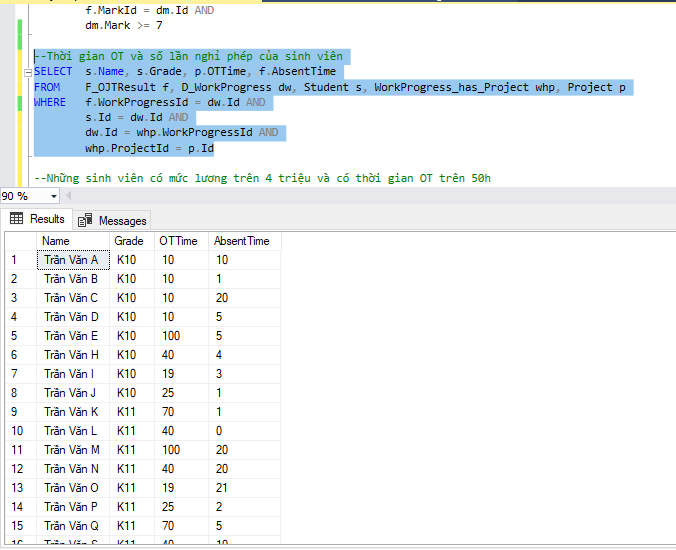 f.MarkId = dm.Id AND
dm.Mark >= 7
--Thời gian OT và số lần nghỉ phép của sinh viên
SELECT s.Name, s.Grade, p.OTTime, f.AbsentTime
FROM F_OJTResult f, D_WorkProgress dw, Student s, WorkProgress_has_Project whp, Project p
WHERE f.WorkProgressId = dw.Id AND
s.Id = dw.Id AND
dw.Id = whp.WorkProgressId AND
whp.ProjectId = p.Id
--Những sinh viên có mức lương trên 4 triệu và có thời gian OT trên 50h
90 %
Results Messages
Name Grade OTTime AbsentTime
1 Trần Văn A K10 10 10
2 Trần Văn B K10 10 1
3 Trần Văn C K10 10 20
4 Trần Văn D K10 10 5
5 Trần Văn E K10 100 5
6 Trần Văn H K10 40 4
7 Trần Văn I K10 19 3
8 Trần Văn J K10 25 1
9 Trần Văn K K11 70 1
10 Trần Văn L K11 40 0
11 Trần Văn M K11 100 20
12 Trần Văn N K11 40 20
13 Trần Văn O K11 19 21
14 Trần Văn P K11 25 2
15 Trần Văn Q K11 70 5